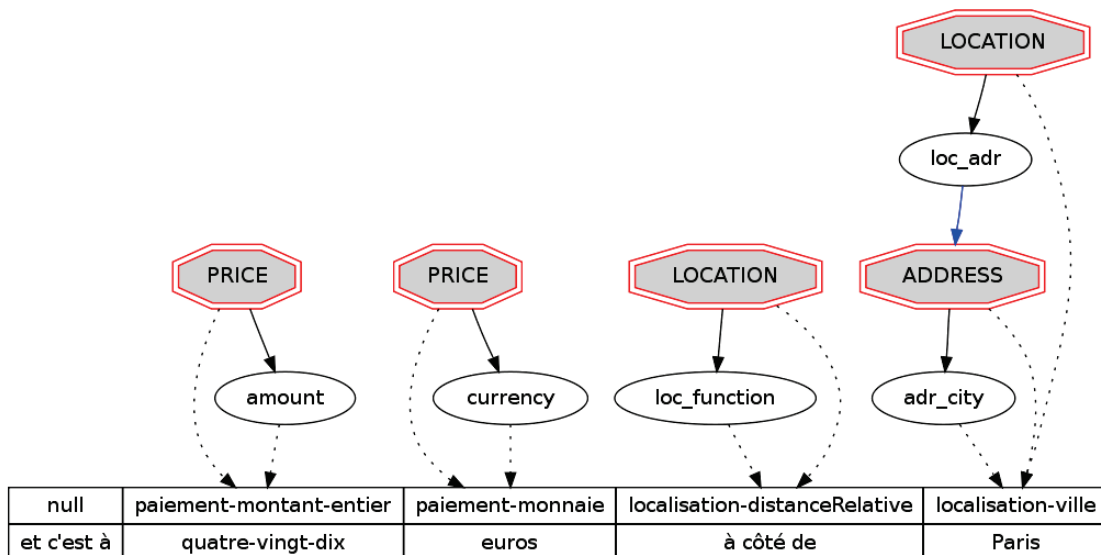 LOCATION
loc_adr
PRICE PRICE LOCATION ADDRESS
amount currency loc_function adr_city
null paiement-montant-entier paiement-monnaie localisation-distanceRelative localisation-ville
et c'est à quatre-vingt-dix euros à côté de Paris